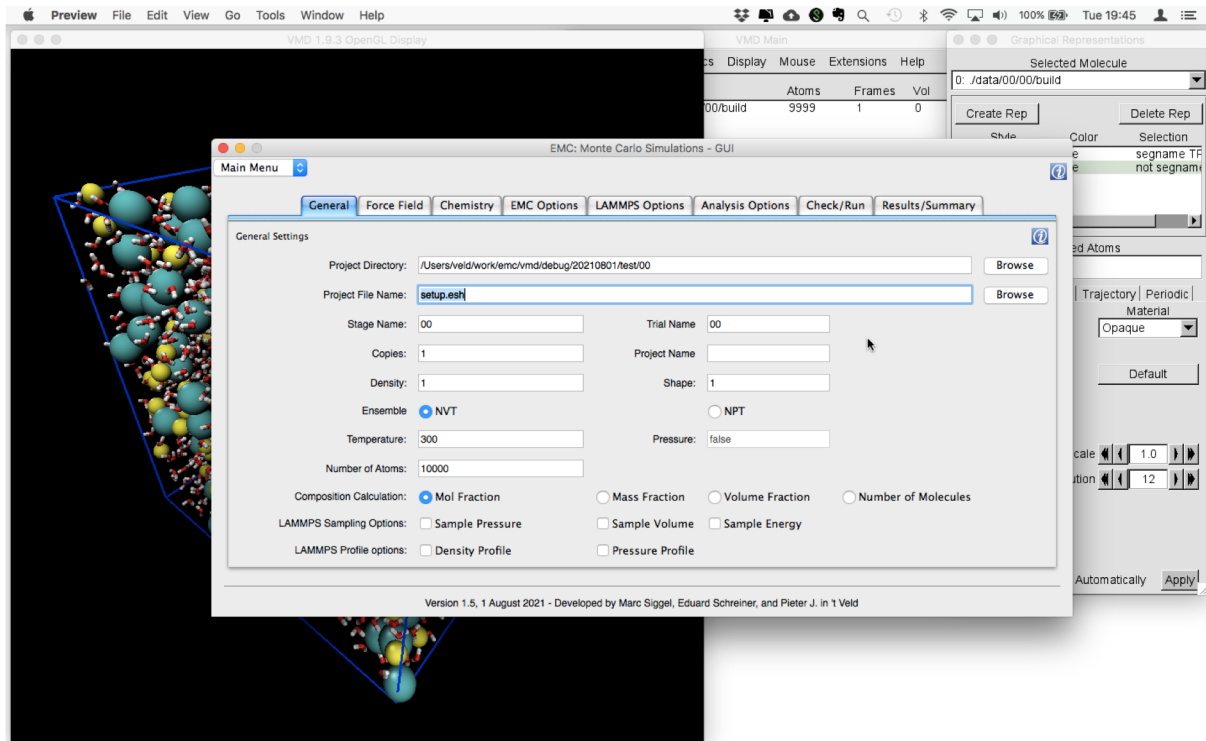 Preview File Edit View Go Tools Window Help 100% Tue 19:45
VMD 1.9.3 OpenGL Display
VMD Main
Graphical Representations
cs Display Mouse Extensions Help
Atoms Frames Vol
00/build 9999 1 0
Selected Molecule
0: ./data/00/00/build
Create Rep Delete Rep
Style Color Selection
e segname TF
e not segname
EMC: Monte Carlo Simulations - GUI
Main Menu
General Force Field Chemistry EMC Options LAMMPS Options Analysis Options Check/Run Results/Summary
General Settings
Project Directory: /Users/veld/work/emc/vmd/debug/20210801/test/00 Browse
Project File Name: setup.esh Browse
Stage Name: 00 Trial Name 00
Copies: 1 Project Name
Density: 1 Shape: 1
Ensemble NVT NPT
Temperature: 300 Pressure: false
Number of Atoms: 10000
Composition Calculation: Mol Fraction Mass Fraction Volume Fraction Number of Molecules
LAMMPS Sampling Options: Sample Pressure Sample Volume Sample Energy
LAMMPS Profile options: Density Profile Pressure Profile
Version 1.5, 1 August 2021 - Developed by Marc Siggel, Eduard Schreiner, and Pieter J. in 't Veld
ed Atoms
Trajectory Periodic
Material
Opaque
Default
cale 1.0
ution 12
Automatically Apply